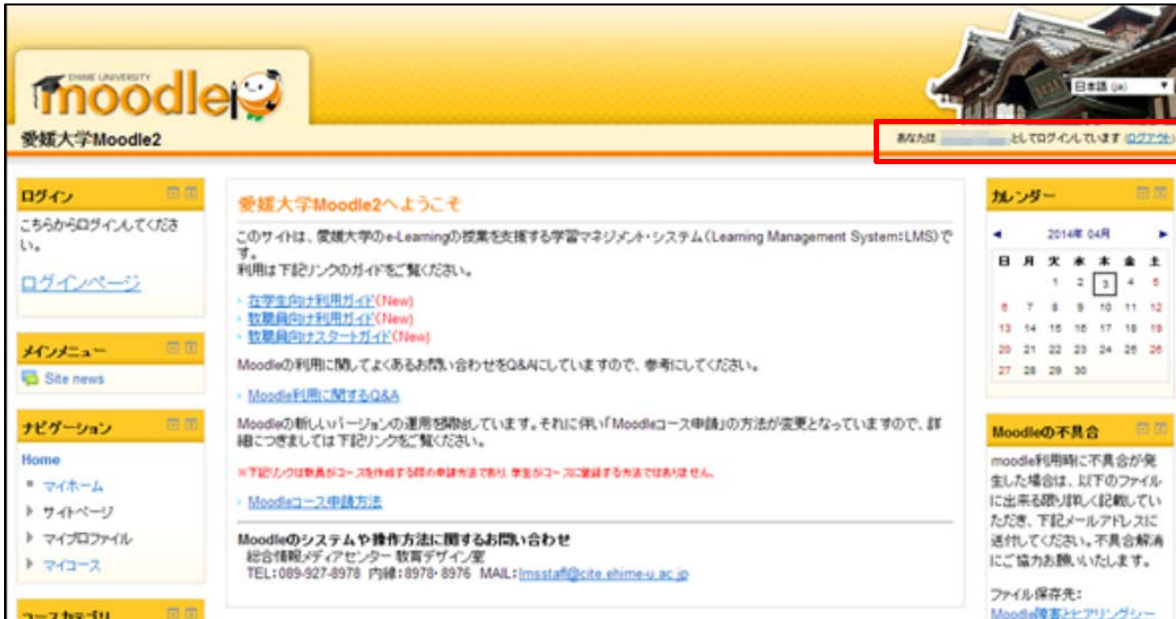 EHIME UNIVERSITY
moodle
愛媛大学Moodle2
日本語 (ja)
あなたは としてログインしています (ログアウト)
ログイン
こちらからログインしてくださ
い。
ログインページ
メインメニュー
Site news
ナビゲーション
Home
マイホーム
サイトページ
マイプロファイル
マイコース
コースカテゴリ
愛媛大学Moodle2へようこそ
このサイトは、愛媛大学のe-Learningの授業を支援する学習マネジメント・システム(Learning Management System:LMS)で
す。
利用は下記リンクのガイドをご覧ください。
在学生向け利用ガイド(New)
教職員向け利用ガイド(New)
教職員向けスタートガイド(New)
Moodleの利用に関してよくあるお問い合わせをQ&Aにしていますので、参考にしてください。
Moodle利用に関するQ&A
Moodleの新しいバージョンの運用を開始しています。それに伴い「Moodleコース申請」の方法が変更となっていますので、詳
細につきましては下記リンクをご覧ください。
※下記リンクは教員がコースを作成する際の申請方法であり、学生がコースに登録する方法ではありません。
Moodleコース申請方法
Moodleのシステムや操作方法に関するお問い合わせ
総合情報メディアセンター 教育デザイン室
TEL:089-927-8978 内線:8978・8976 MAIL:lmsstaff@cite.ehime-u.ac.jp
カレンダー
2014年 04月
日 月 火 水 木 金 土
1 2 3 4 5
6 7 8 9 10 11 12
13 14 15 16 17 18 19
20 21 22 23 24 25 26
27 28 29 30
Moodleの不具合
moodle利用時に不具合が発
生した場合は、以下のファイル
に出来る限り詳しく記載してい
ただき、下記メールアドレスに
送付してください。不具合解消
にご協力お願いいたします。
ファイル保存先:
Moodle障害とヒアリングシー